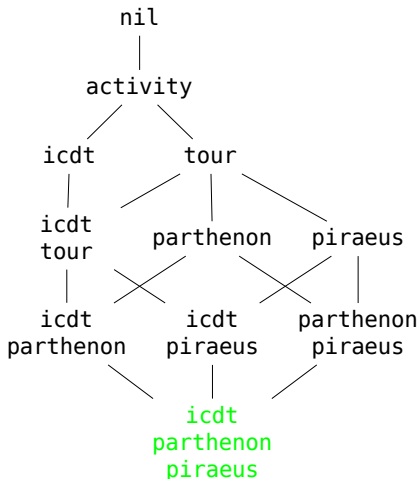 nil
activity
icdt
tour
icdt
tour
parthenon
piraeus
icdt
parthenon
icdt
piraeus
parthenon
piraeus
icdt
parthenon
piraeus